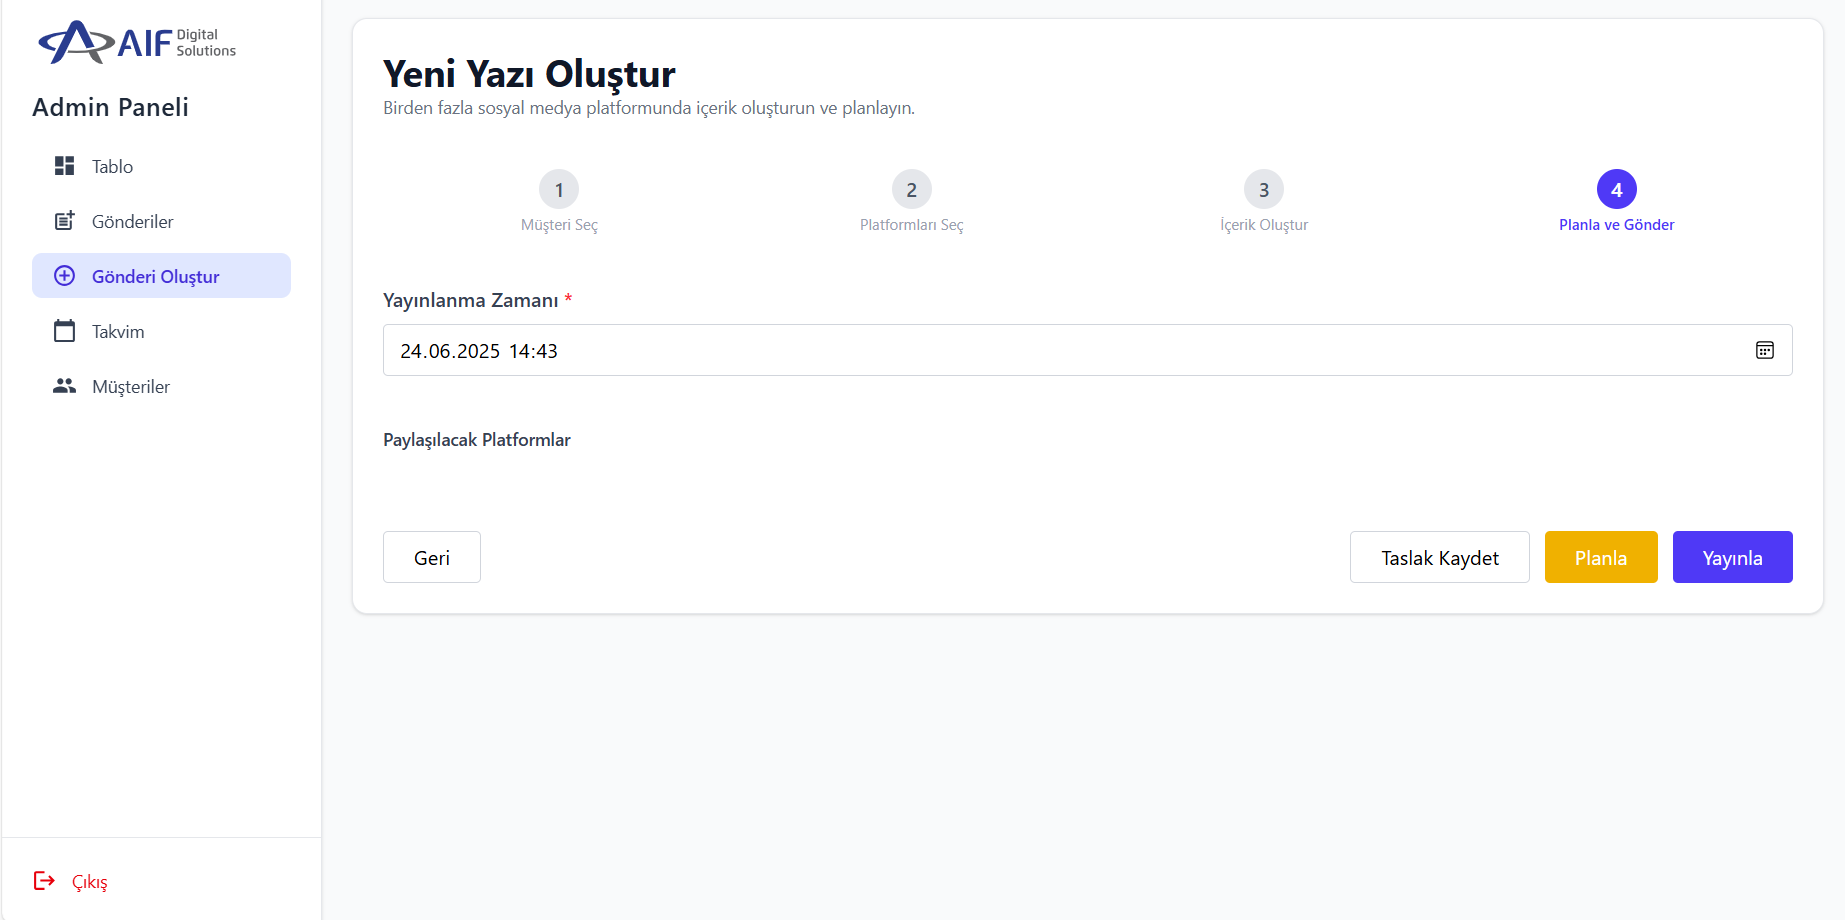 AIF Digital
Solutions
Admin Paneli
Tablo
Gönderiler
Gönderi Oluştur
Takvim
Müşteriler
Çıkış
Yeni Yazı Oluştur
Birden fazla sosyal medya platformunda içerik oluşturun ve planlayın.
1 2 3 4
Müşteri Seç Platformları Seç İçerik Oluştur Planla ve Gönder
Yayınlanma Zamanı *
24.06.2025 14:43
Paylaşılacak Platformlar
Geri Taslak Kaydet Planla Yayınla